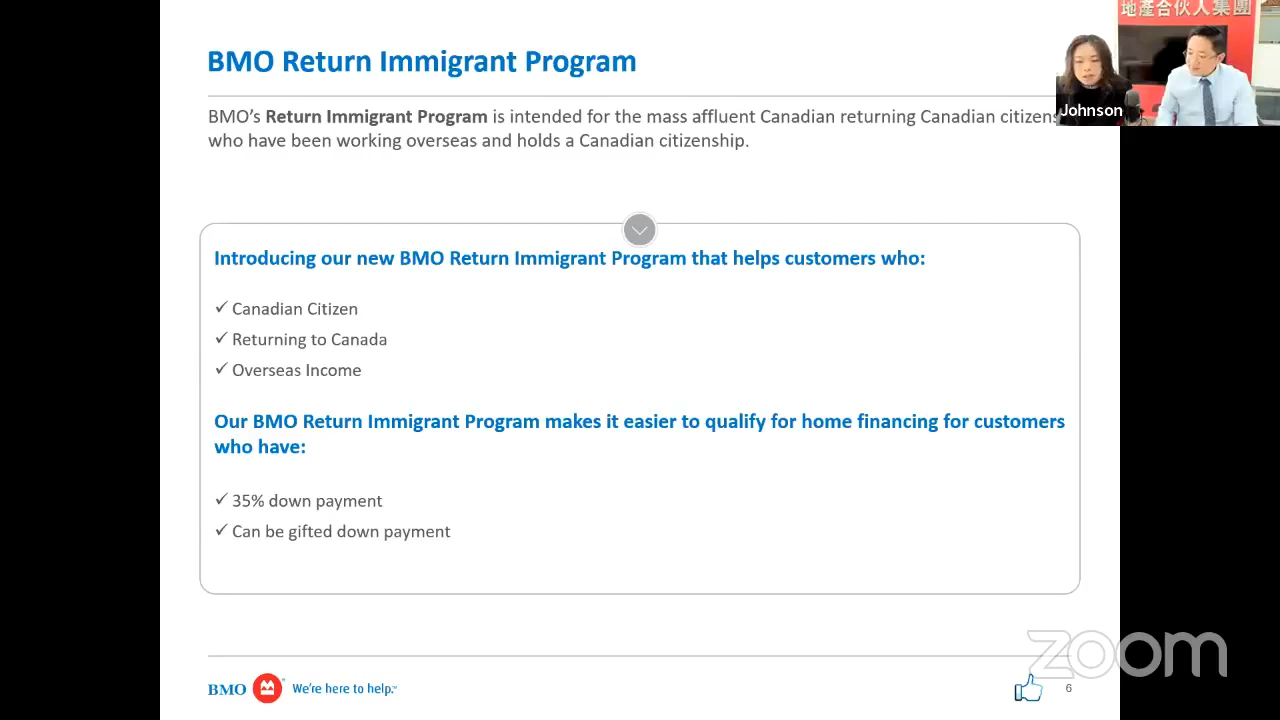 地產合伙人集團
Johnson
BMO Return Immigrant Program
BMO's Return Immigrant Program is intended for the mass affluent Canadian returning Canadian citizens
who have been working overseas and holds a Canadian citizenship.
Introducing our new BMO Return Immigrant Program that helps customers who:
✓ Canadian Citizen
✓ Returning to Canada
✓ Overseas Income
Our BMO Return Immigrant Program makes it easier to qualify for home financing for customers
who have:
✓ 35% down payment
✓ Can be gifted down payment
zoom
BMO We're here to help.™
6